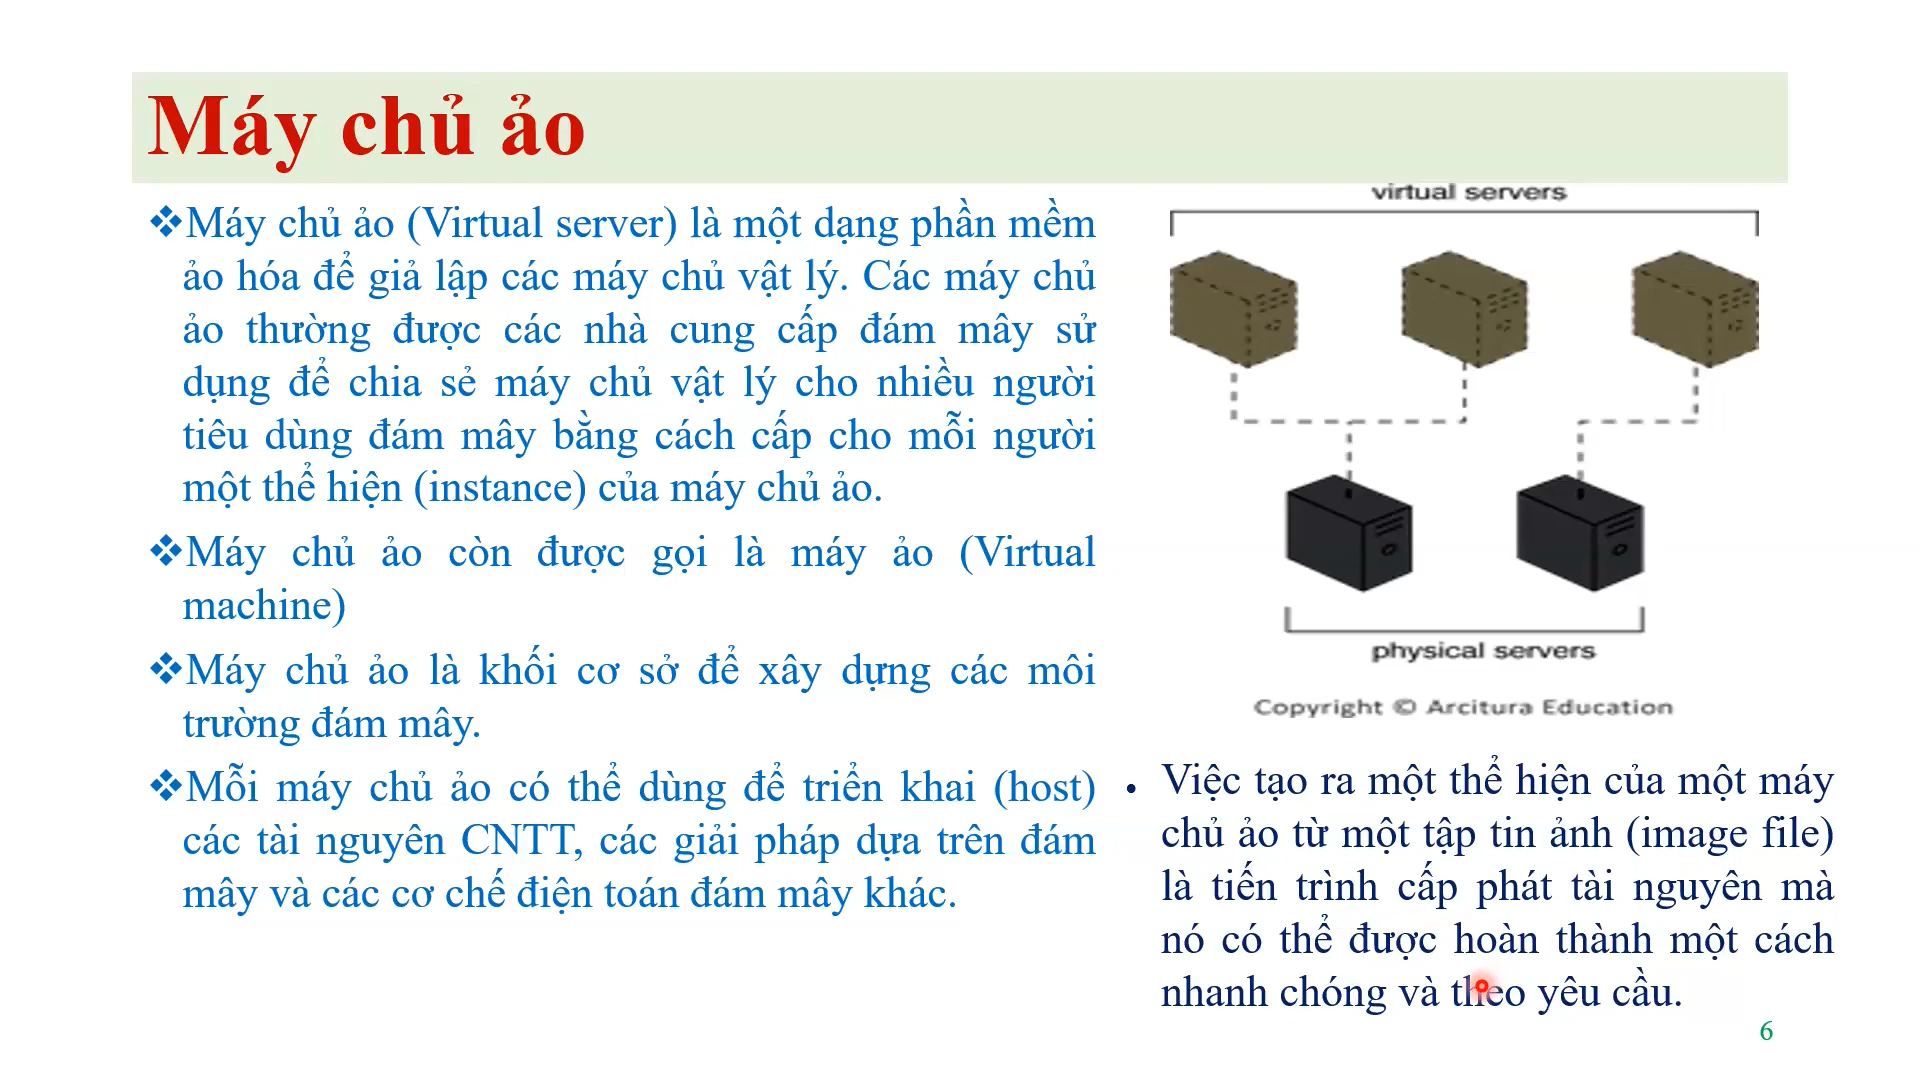 Máy chủ ảo
❖Máy chủ ảo (Virtual server) là một dạng phần mềm
ảo hóa để giả lập các máy chủ vật lý. Các máy chủ
ảo thường được các nhà cung cấp đám mây sử
dụng để chia sẻ máy chủ vật lý cho nhiều người
tiêu dùng đám mây bằng cách cấp cho mỗi người
một thể hiện (instance) của máy chủ ảo.
❖Máy chủ ảo còn được gọi là máy ảo (Virtual
machine)
❖Máy chủ ảo là khối cơ sở để xây dựng các môi
trường đám mây.
❖Mỗi máy chủ ảo có thể dùng để triển khai (host)
các tài nguyên CNTT, các giải pháp dựa trên đám
mây và các cơ chế điện toán đám mây khác.
virtual servers
physical servers
Copyright © Arcitura Education
• Việc tạo ra một thể hiện của một máy
chủ ảo từ một tập tin ảnh (image file)
là tiến trình cấp phát tài nguyên mà
nó có thể được hoàn thành một cách
nhanh chóng và theo yêu cầu.
6